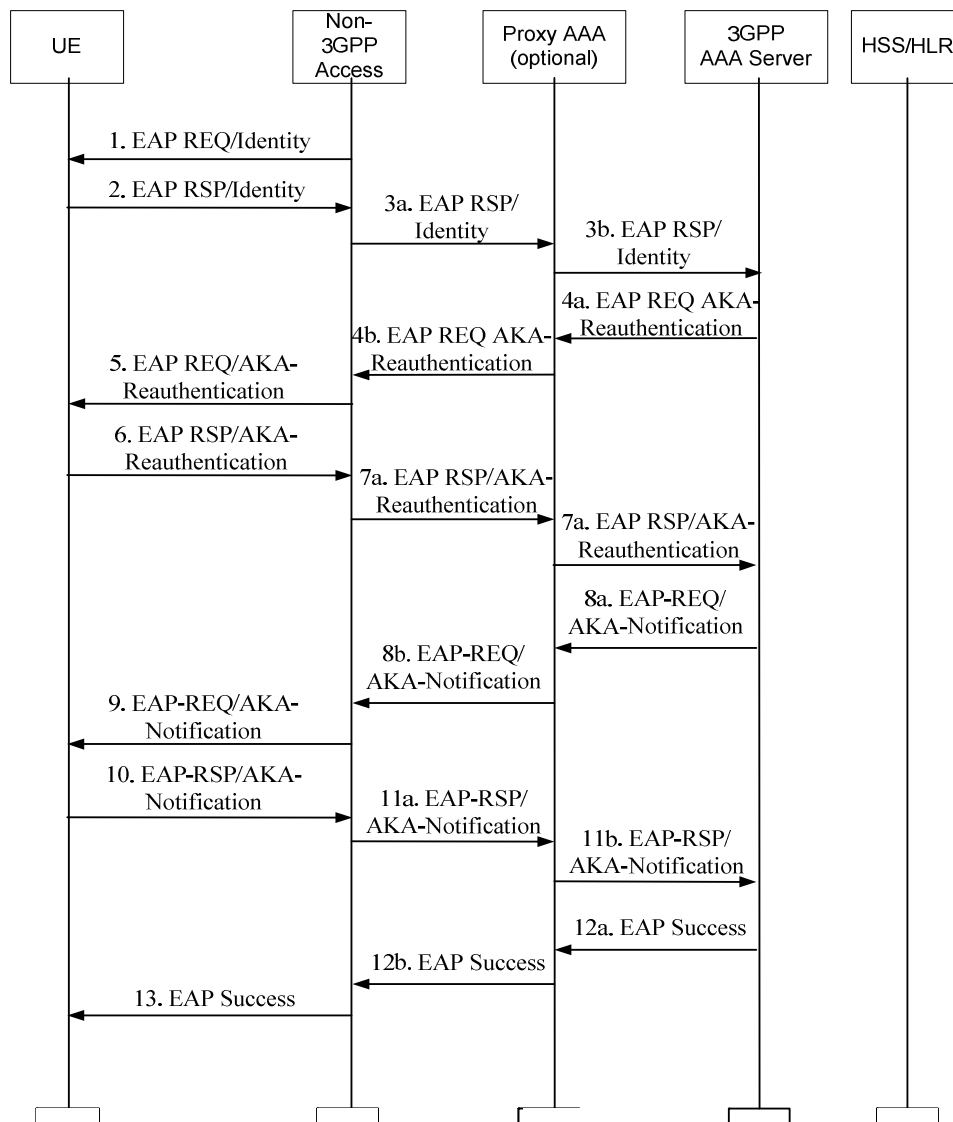 UE
Non-
3GPP
Access
Proxy AAA
(optional)
3GPP
AAA Server
HSS/HLR
1. EAP REQ/Identity
2. EAP RSP/Identity
3a. EAP RSP/
Identity
3b. EAP RSP/
Identity
4a. EAP REQ AKA-
Reauthentication
4b. EAP REQ AKA-
Reauthentication
5. EAP REQ/AKA-
Reauthentication
6. EAP RSP/AKA-
Reauthentication
7a. EAP RSP/AKA-
Reauthentication
7a. EAP RSP/AKA-
Reauthentication
8a. EAP-REQ/
AKA-Notification
8b. EAP-REQ/
AKA-Notification
9. EAP-REQ/AKA-
Notification
10. EAP-RSP/AKA-
Notification
11a. EAP-RSP/
AKA-Notification
11b. EAP-RSP/
AKA-Notification
12a. EAP Success
12b. EAP Success
13. EAP Success